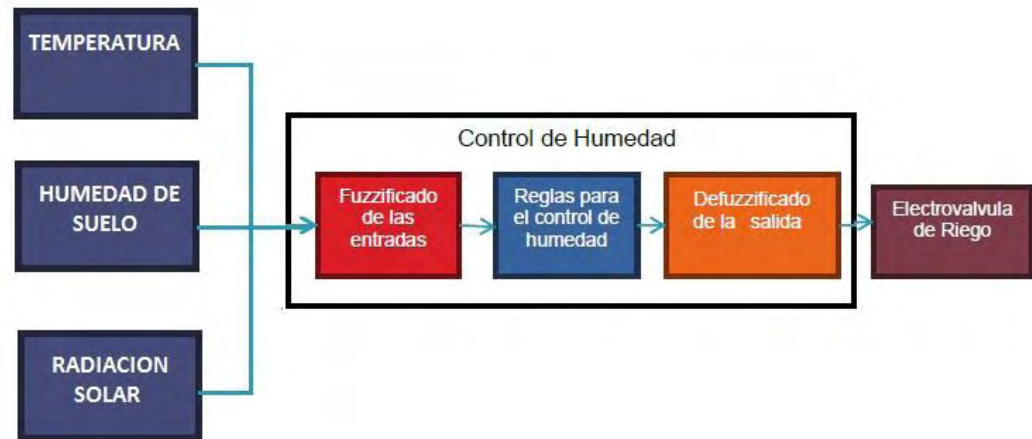 TEMPERATURA
HUMEDAD DE
SUELO
RADIACION
SOLAR
Control de Humedad
Fuzzificado
de las
entradas
Reglas para
el control de
humedad
Defuzzificado
de la salida
Electrovalvula
de Riego